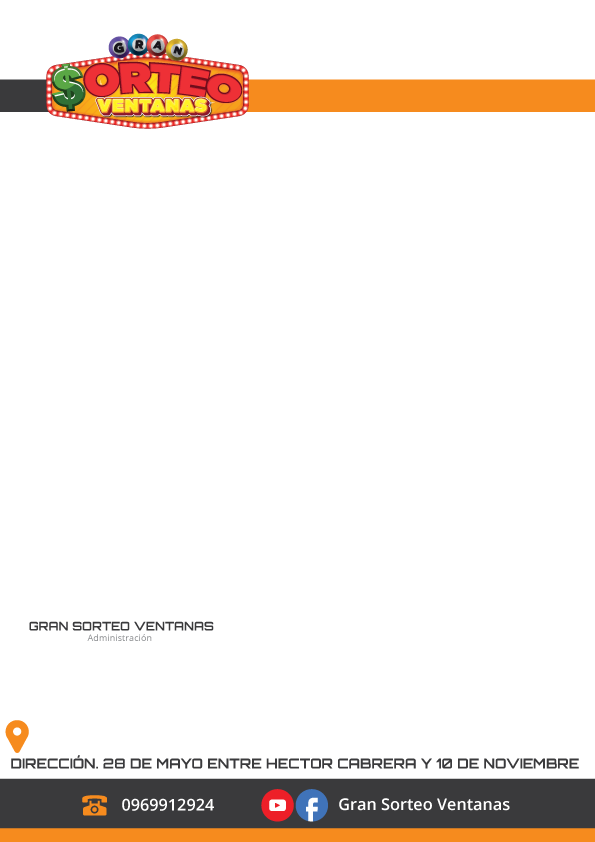 GRAN
$ORTEO
VENTANAS
GRAN SORTEO VENTANAS
Administración
DIRECCIÓN. 28 DE MAYO ENTRE HECTOR CABRERA Y 10 DE NOVIEMBRE
0969912924 Gran Sorteo Ventanas